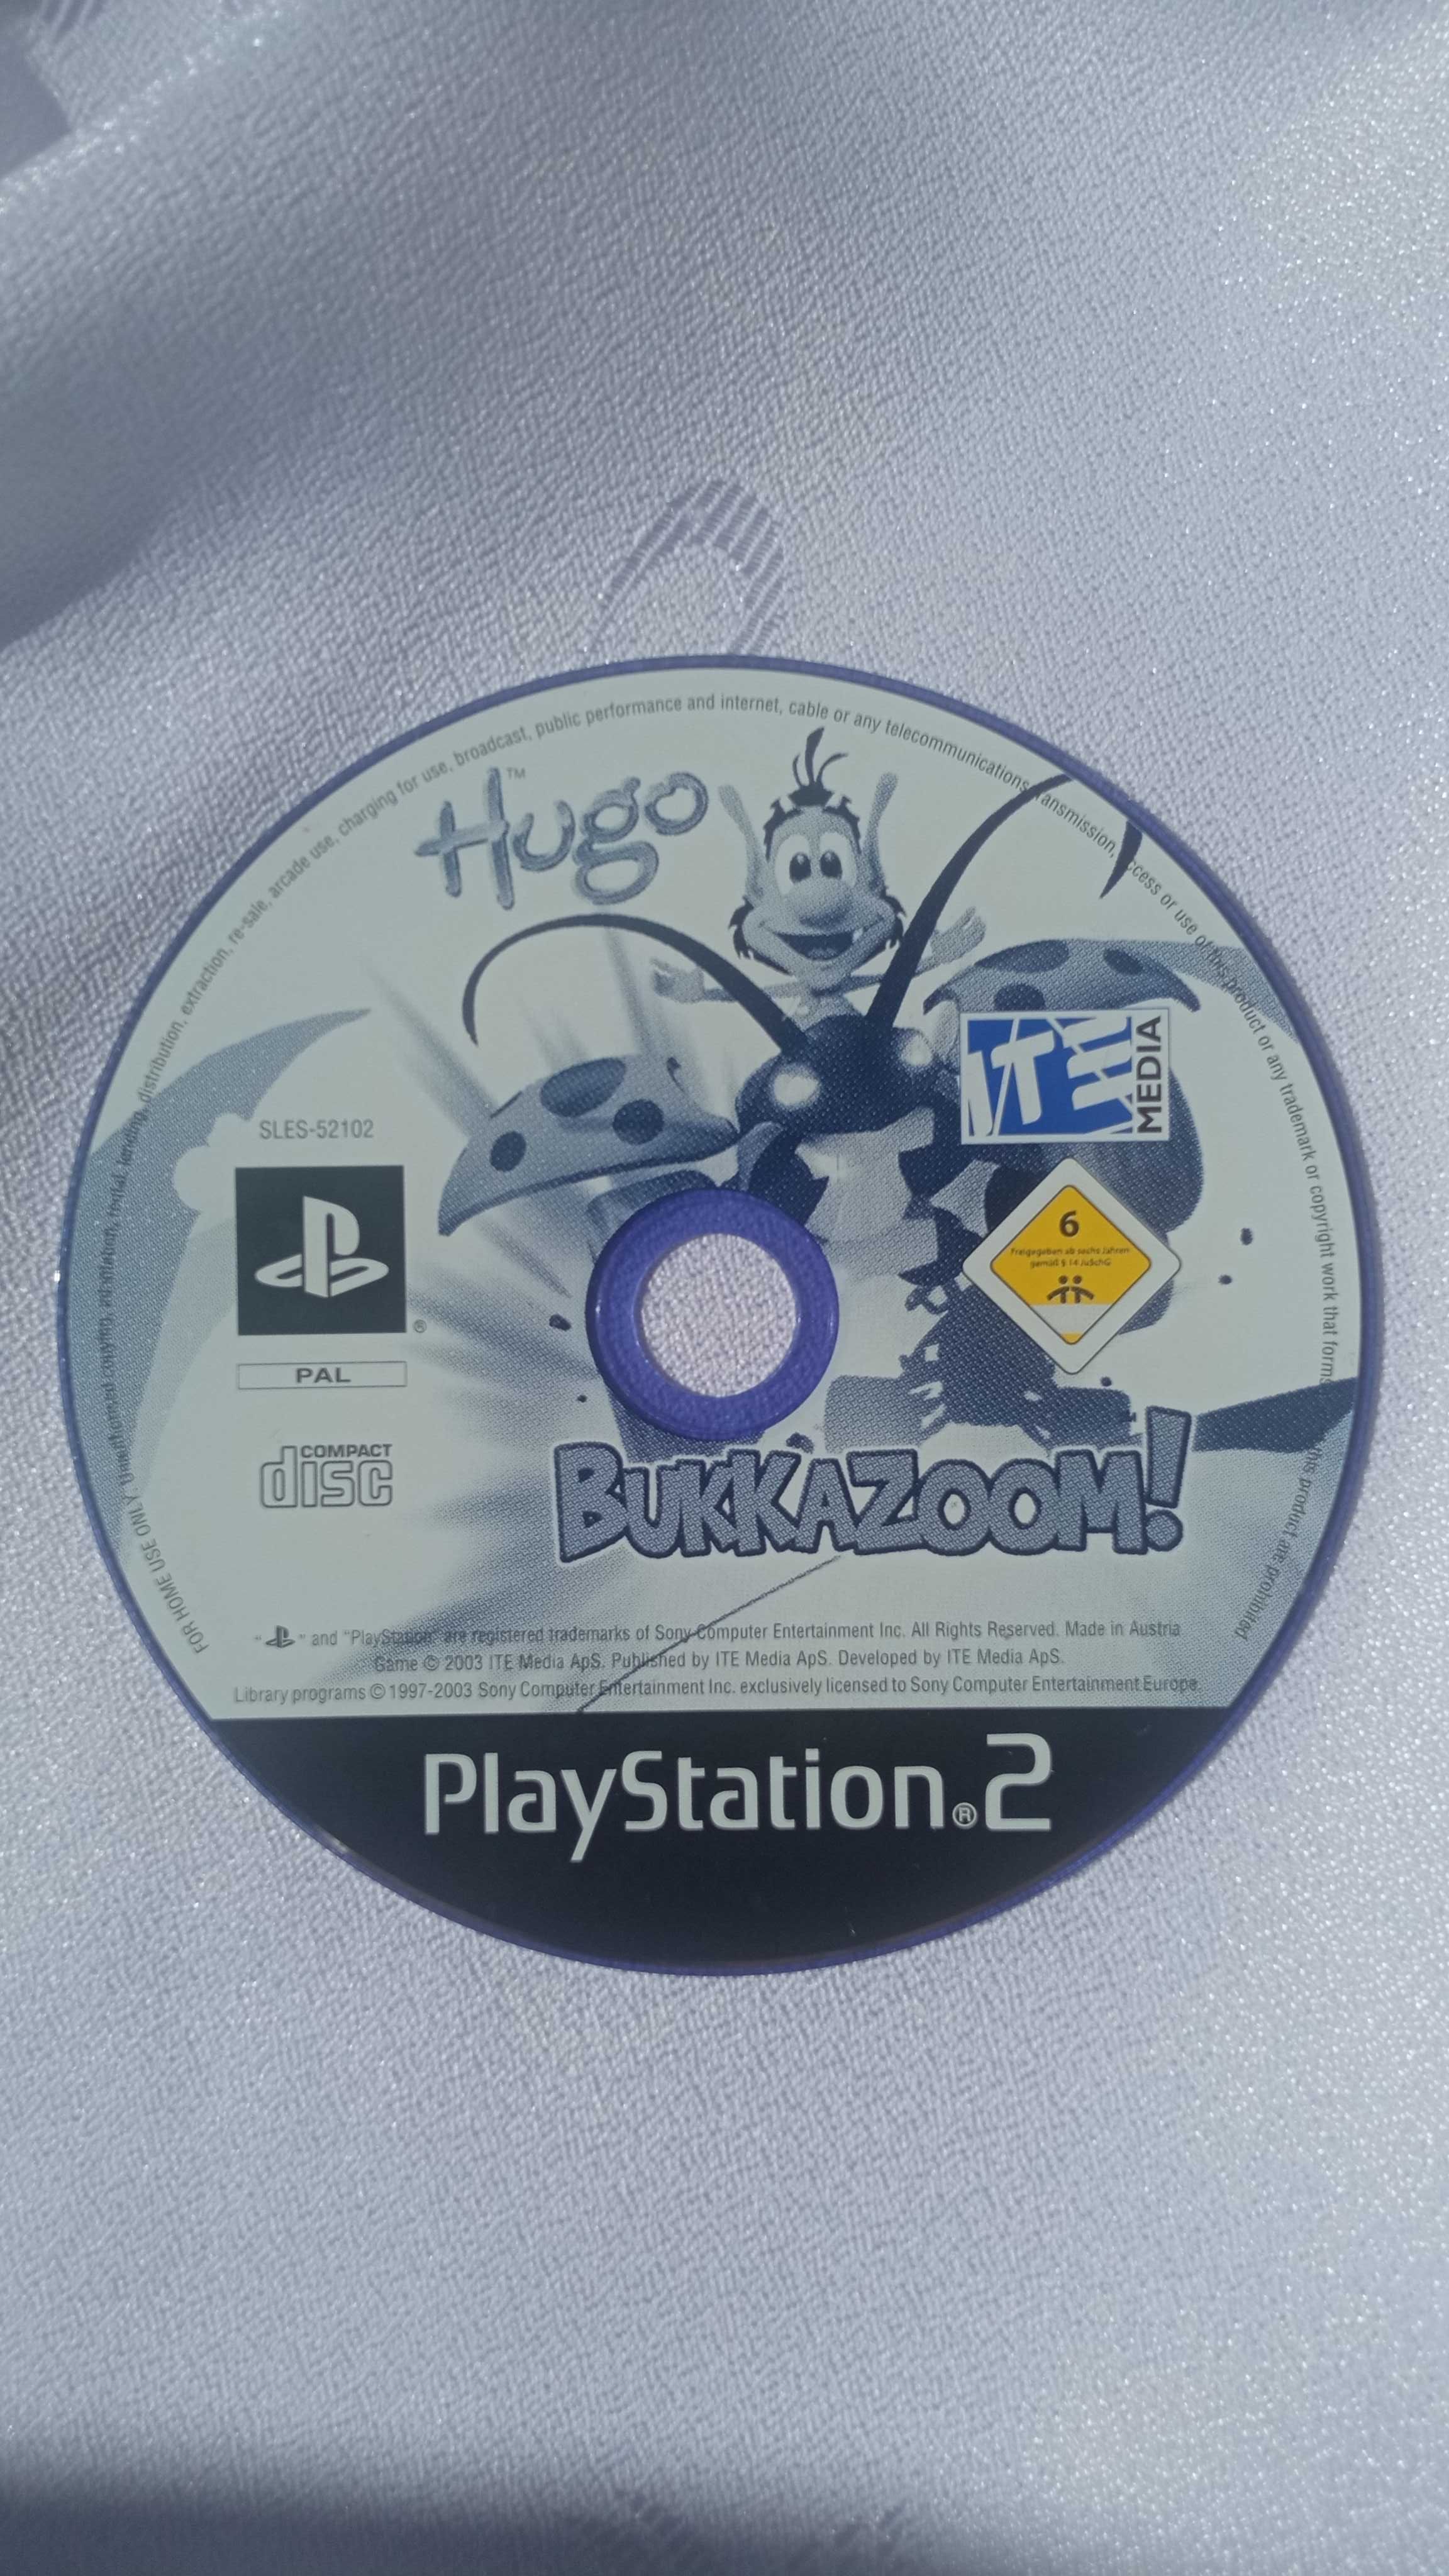 FOR HOME USE ONLY. Unauthorised copying, rental, lending, distribution, extraction, re-sale, arcade use, charging for use, broadcast, public performance and internet, cable or any telecommunications transmission, access or use of this product or any trademark or copyright work that forms this product are prohibited
Hugo™
ITE
MEDIA
SLES-52102
6
Freigegeben ab sechs Jahren
gemäß § 14 JuSchG
®
PAL
COMPACT
disc
BUKKAZOOM!
™
" " and "PlayStation" are registered trademarks of Sony Computer Entertainment Inc. All Rights Reserved. Made in Austria
Game © 2003 ITE Media ApS. Published by ITE Media ApS. Developed by ITE Media ApS.
Library programs © 1997-2003 Sony Computer Entertainment Inc. exclusively licensed to Sony Computer Entertainment Europe.
PlayStation®2